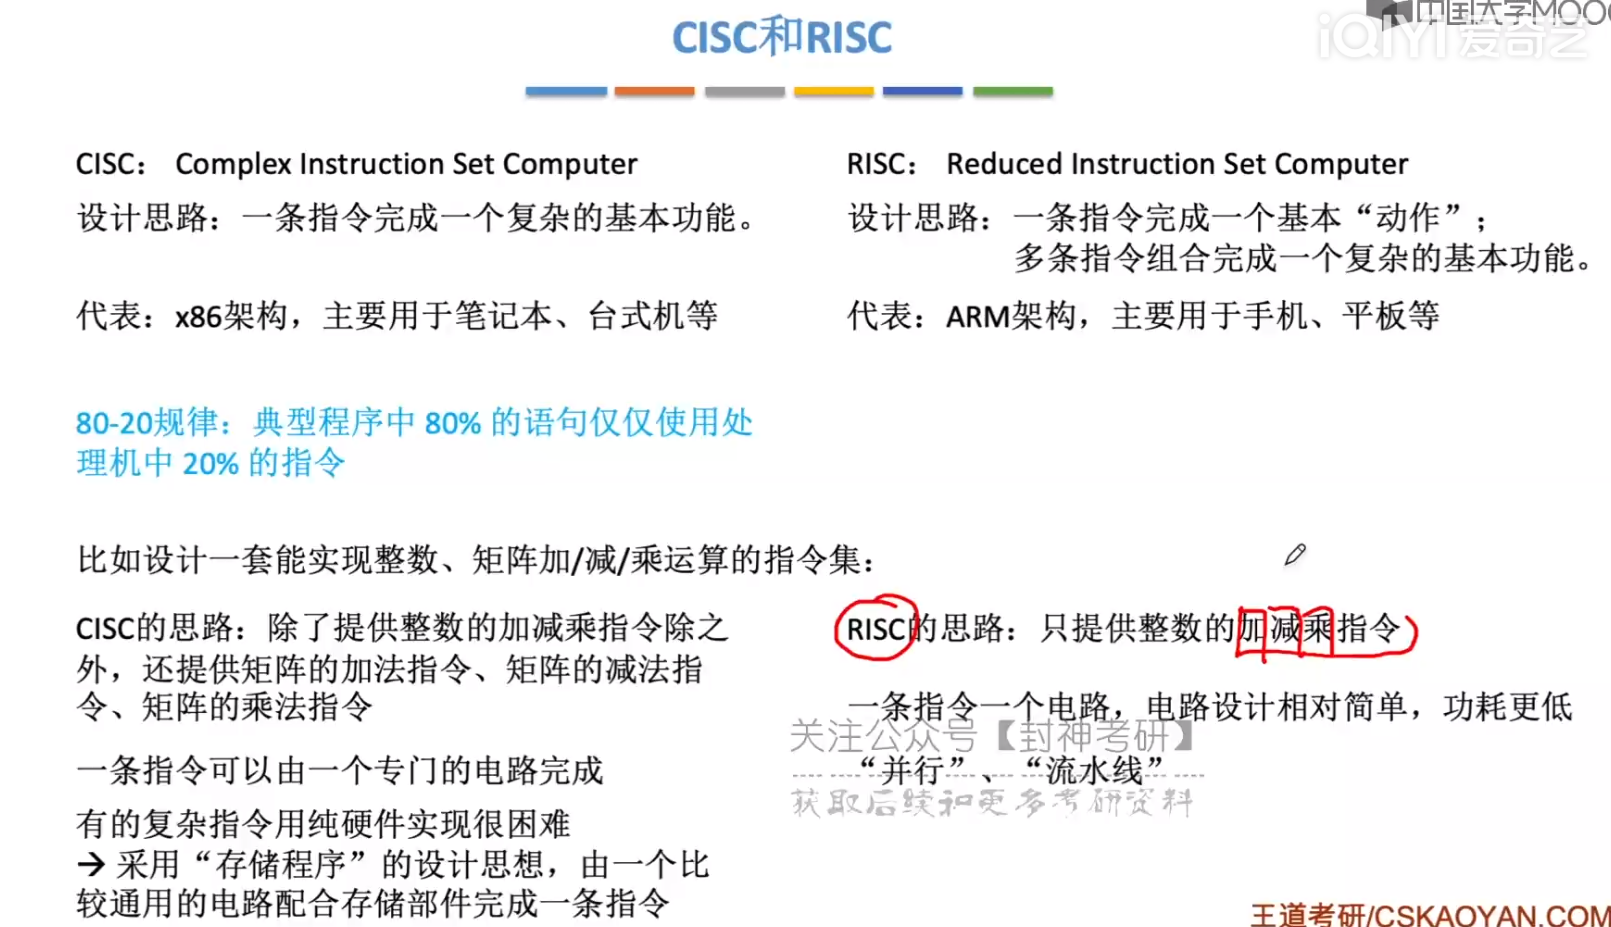 中国大学MOOC
iQIYI 爱奇艺
CISC和RISC
CISC： Complex Instruction Set Computer
设计思路：一条指令完成一个复杂的基本功能。
代表：x86架构，主要用于笔记本、台式机等
RISC： Reduced Instruction Set Computer
设计思路：一条指令完成一个基本“动作”；
多条指令组合完成一个复杂的基本功能。
代表：ARM架构，主要用于手机、平板等
80-20规律：典型程序中 80% 的语句仅仅使用处
理机中 20% 的指令
比如设计一套能实现整数、矩阵加/减/乘运算的指令集：
CISC的思路：除了提供整数的加减乘指令除之
外，还提供矩阵的加法指令、矩阵的减法指
令、矩阵的乘法指令
一条指令可以由一个专门的电路完成
有的复杂指令用纯硬件实现很困难
→ 采用“存储程序”的设计思想，由一个比
较通用的电路配合存储部件完成一条指令
RISC的思路：只提供整数的加减乘指令
一条指令一个电路，电路设计相对简单，功耗更低
“并行”、“流水线”
关注公众号【封神考研】
获取后续和更多考研资料
王道考研/CSKAOYAN.COM